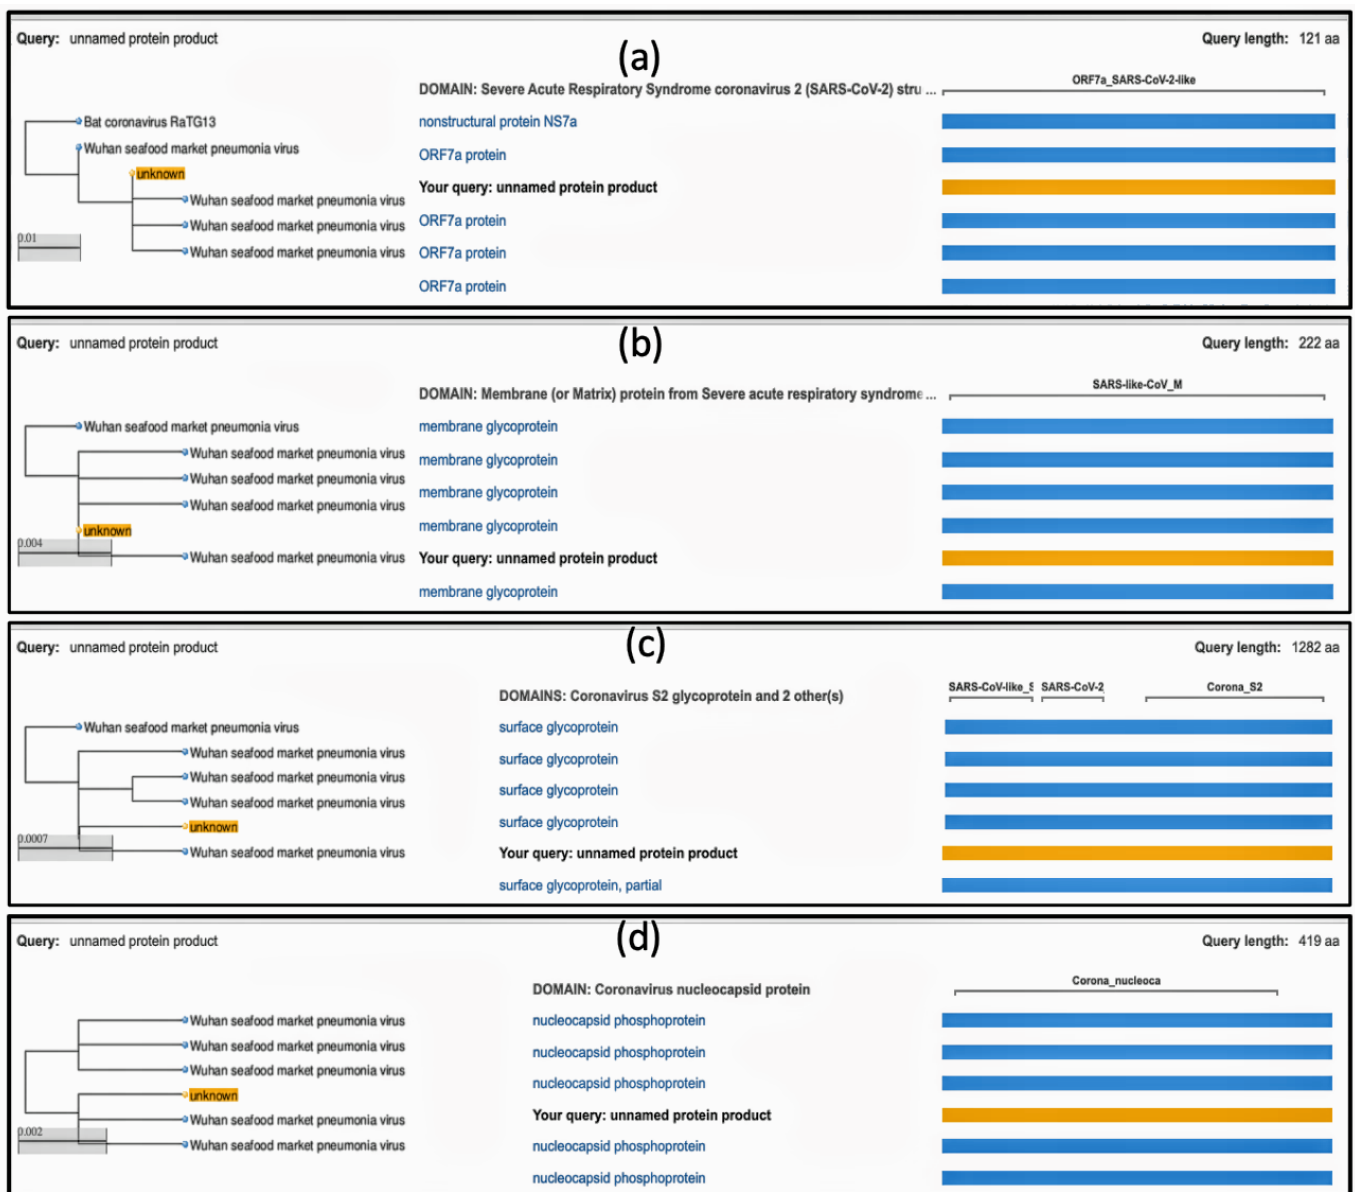 Query: unnamed protein product
(a)
Query length: 121 aa
DOMAIN: Severe Acute Respiratory Syndrome coronavirus 2 (SARS-CoV-2) stru ...
ORF7a_SARS-CoV-2-like
Bat coronavirus RaTG13
nonstructural protein NS7a
Wuhan seafood market pneumonia virus
ORF7a protein
unknown
Your query: unnamed protein product
Wuhan seafood market pneumonia virus
ORF7a protein
Wuhan seafood market pneumonia virus
ORF7a protein
Wuhan seafood market pneumonia virus
ORF7a protein
0.01
Query: unnamed protein product
(b)
Query length: 222 aa
DOMAIN: Membrane (or Matrix) protein from Severe acute respiratory syndrome ...
SARS-like-CoV_M
Wuhan seafood market pneumonia virus
membrane glycoprotein
Wuhan seafood market pneumonia virus
membrane glycoprotein
Wuhan seafood market pneumonia virus
membrane glycoprotein
Wuhan seafood market pneumonia virus
membrane glycoprotein
unknown
Your query: unnamed protein product
Wuhan seafood market pneumonia virus
membrane glycoprotein
0.004
Query: unnamed protein product
(c)
Query length: 1282 aa
DOMAINS: Coronavirus S2 glycoprotein and 2 other(s)
SARS-CoV-like_S
SARS-CoV-2
Corona_S2
Wuhan seafood market pneumonia virus
surface glycoprotein
Wuhan seafood market pneumonia virus
surface glycoprotein
Wuhan seafood market pneumonia virus
surface glycoprotein
Wuhan seafood market pneumonia virus
surface glycoprotein
unknown
Your query: unnamed protein product
Wuhan seafood market pneumonia virus
surface glycoprotein, partial
0.0007
Query: unnamed protein product
(d)
Query length: 419 aa
DOMAIN: Coronavirus nucleocapsid protein
Corona_nucleoca
Wuhan seafood market pneumonia virus
nucleocapsid phosphoprotein
Wuhan seafood market pneumonia virus
nucleocapsid phosphoprotein
Wuhan seafood market pneumonia virus
nucleocapsid phosphoprotein
unknown
Your query: unnamed protein product
Wuhan seafood market pneumonia virus
nucleocapsid phosphoprotein
Wuhan seafood market pneumonia virus
nucleocapsid phosphoprotein
0.002